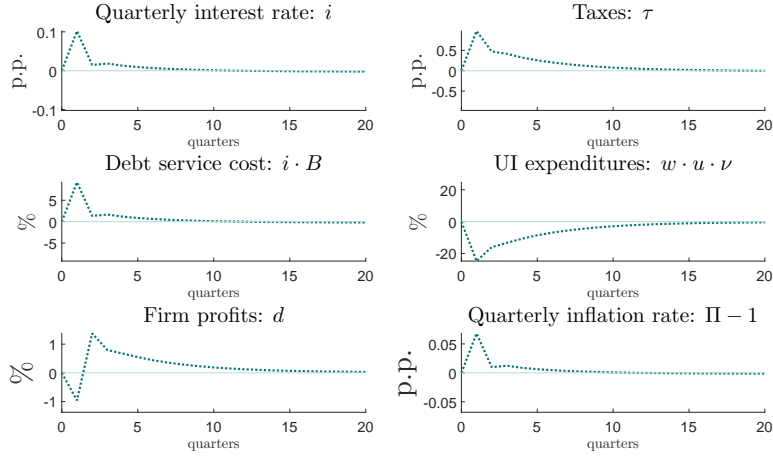 Quarterly interest rate: i
p.p.
0.1
0
-0.1
0 5 10 15 20
quarters
Taxes: τ
p.p.
0.5
0
-0.5
0 5 10 15 20
quarters
Debt service cost: i · B
%
5
0
-5
0 5 10 15 20
quarters
UI expenditures: w · u · ν
%
20
0
-20
0 5 10 15 20
quarters
Firm profits: d
%
1
0
-1
0 5 10 15 20
quarters
Quarterly inflation rate: Π − 1
p.p.
0.05
0
-0.05
0 5 10 15 20
quarters